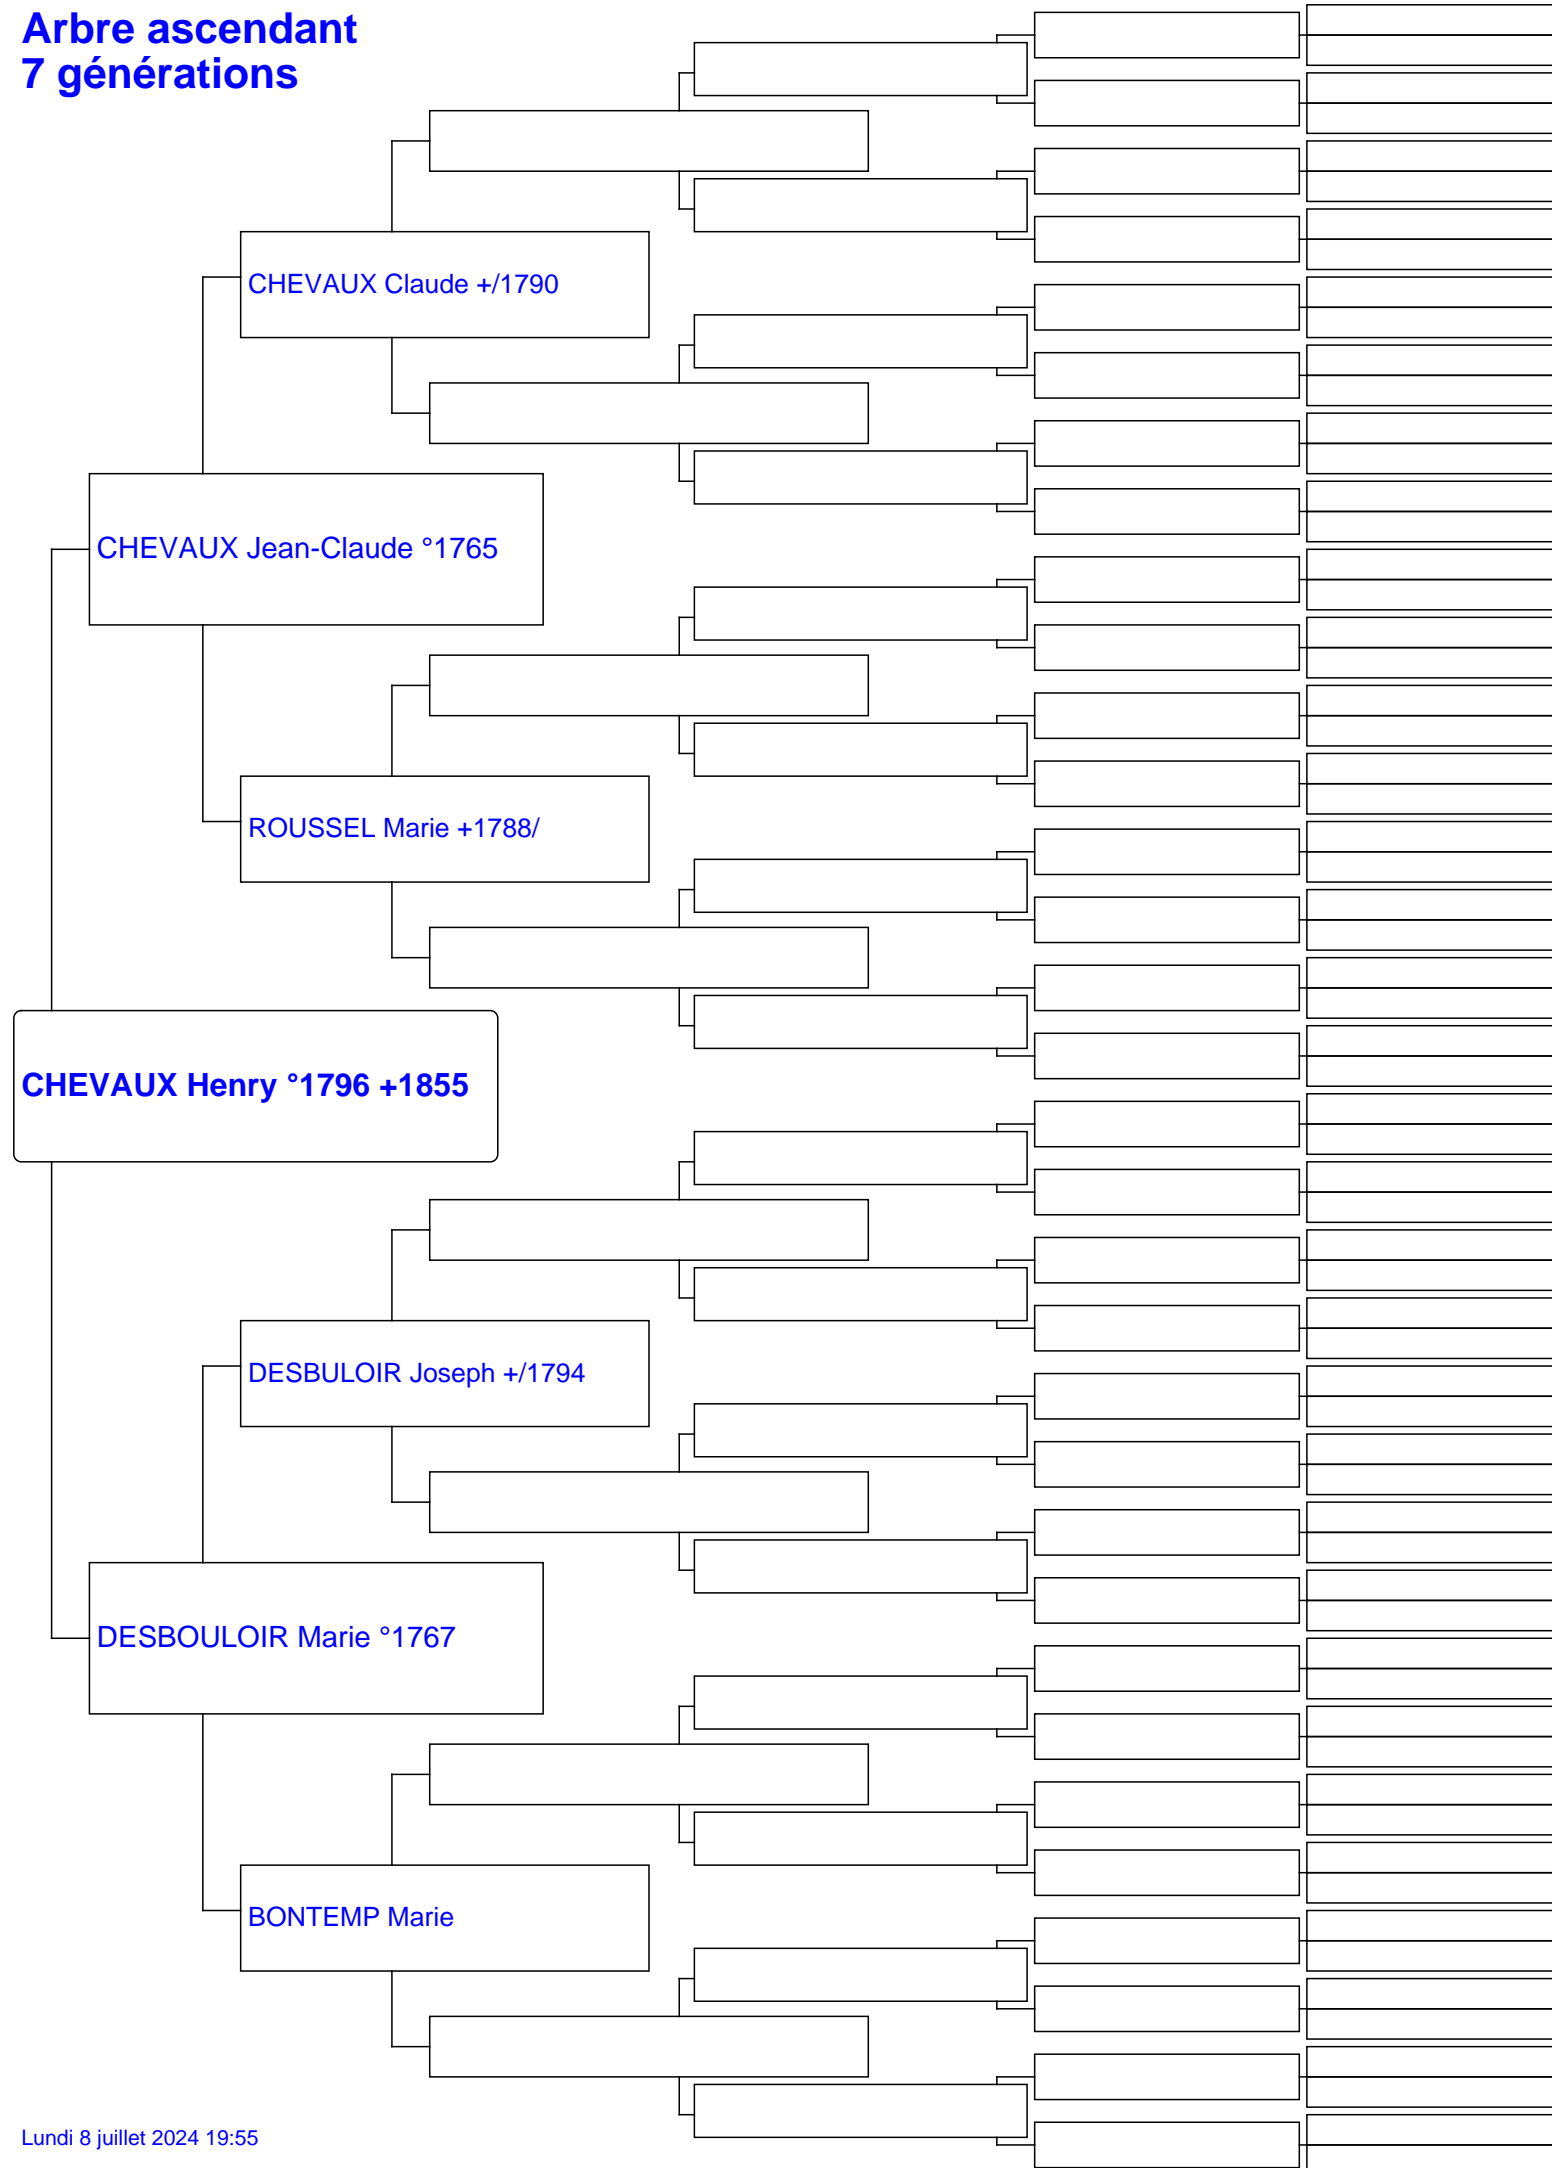 Arbre ascendant
7 générations
CHEVAUX Claude +/1790
CHEVAUX Jean-Claude °1765
ROUSSEL Marie +1788/
CHEVAUX Henry °1796 +1855
DESBULOIR Joseph +/1794
DESBOULOIR Marie °1767
BONTEMP Marie
Lundi 8 juillet 2024 19:55